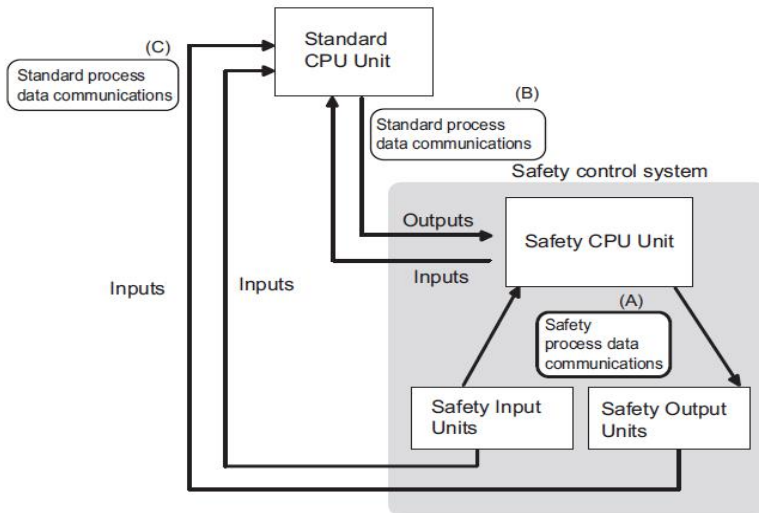 (C)
Standard process
data communications
Standard
CPU Unit
(B)
Standard process
data communications
Safety control system
Outputs
Inputs
Safety CPU Unit
Inputs
Inputs
(A)
Safety
process data
communications
Safety Input
Units
Safety Output
Units